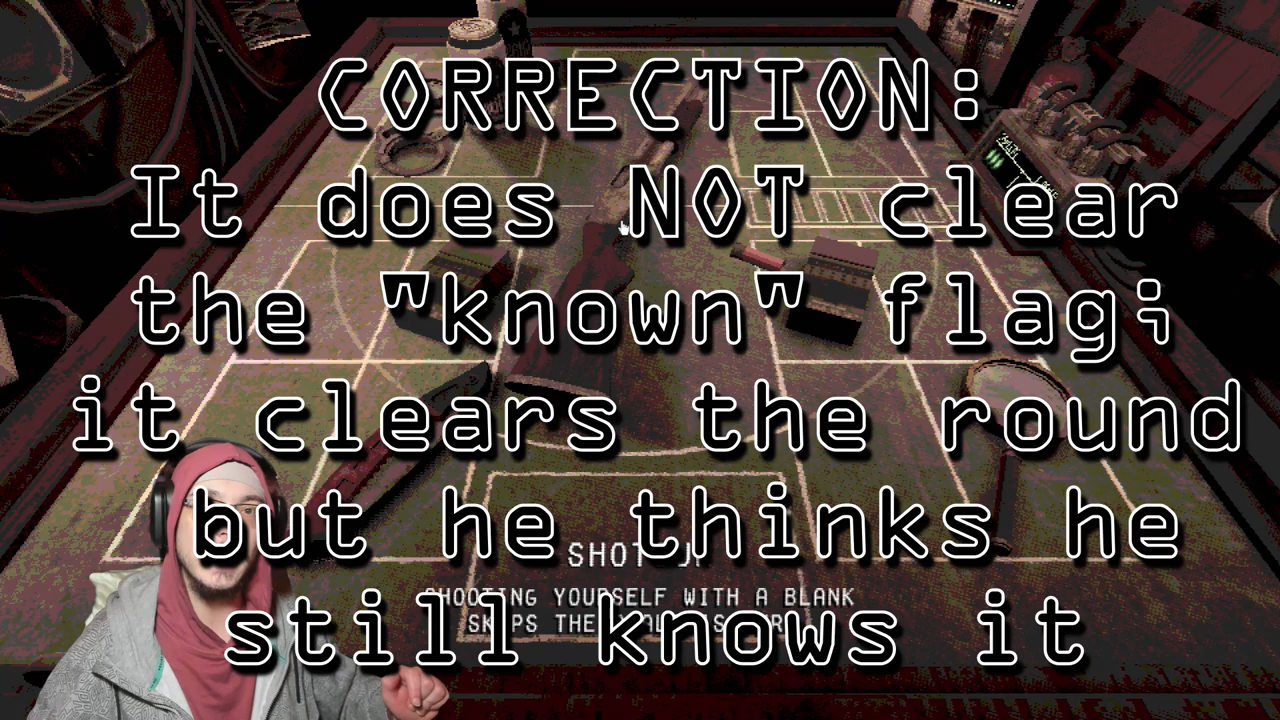 CORRECTION:
It does NOT clear
the "known" flag;
it clears the round
but he thinks he
SHOT
SHOOTING YOURSELF WITH A BLANK
still knows it